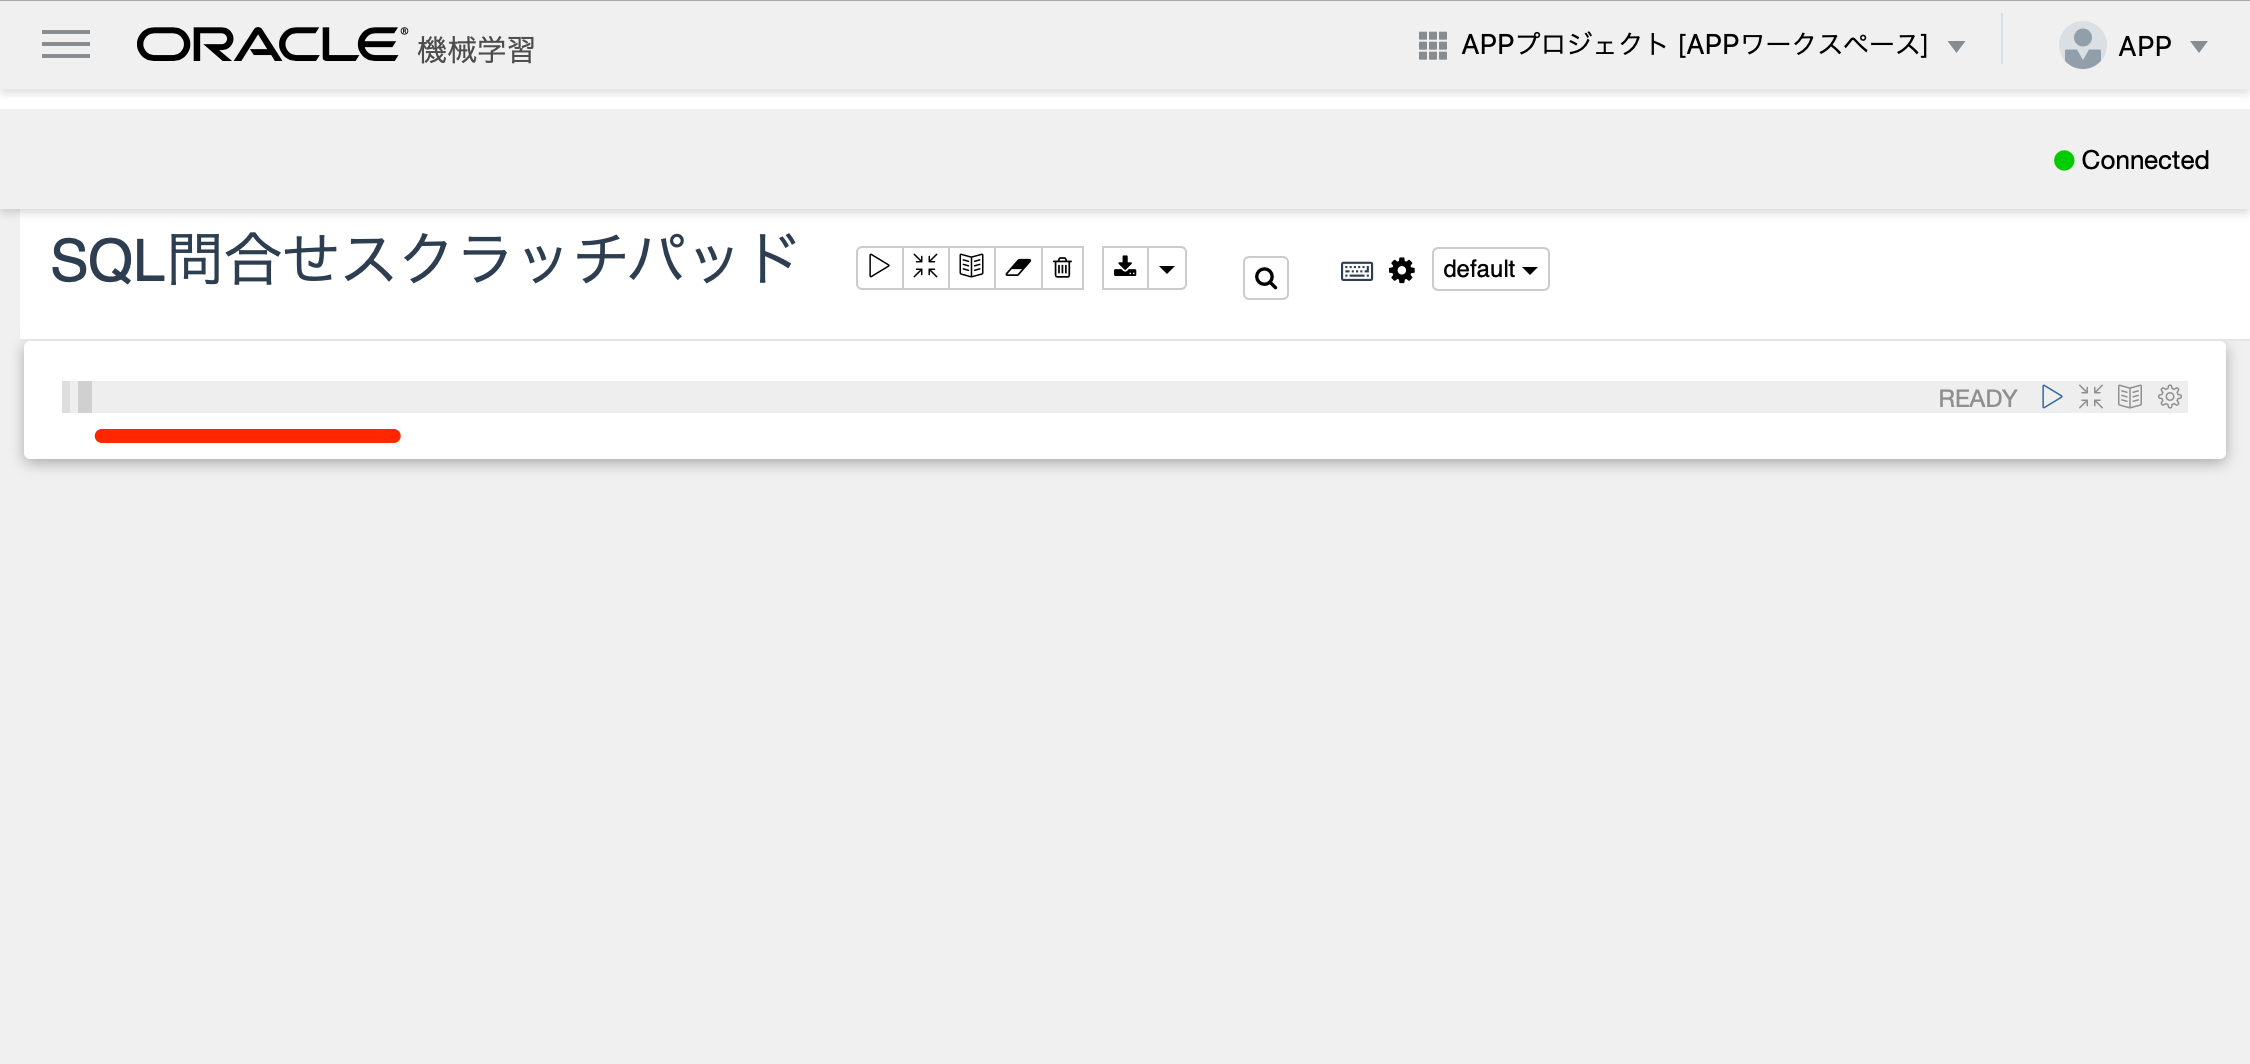 ORACLE® 機械学習
APPプロジェクト [APPワークスペース]
APP
Connected
SQL問合せスクラッチパッド
default
READY